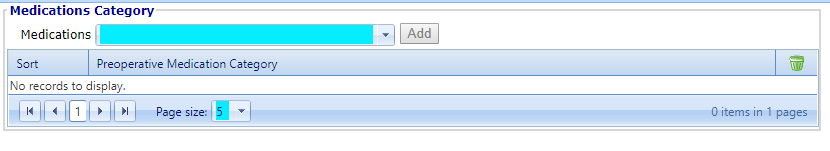 Medications Category
Medications Add
Sort Preoperative Medication Category
No records to display.
1 Page size: 5 0 items in 1 pages